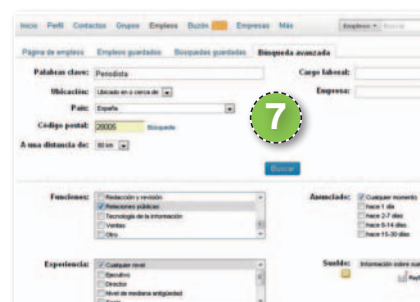 Inicio Perfil Contactos Grupos Empleos Buzón Empresas Más Empleos Buscar
Página de empleos Empleos guardados Búsquedas guardadas Búsqueda avanzada
Palabras clave: Periodista Cargo laboral:
Ubicación: Ubicado en o cerca de Empresa:
País: España
Código postal: 28005 Búsqueda
A una distancia de: 80 km
7
Buscar
Funciones: Redacción y revisión Anunciado: Cualquier momento
Relaciones públicas hace 1 día
Tecnología de la información hace 2-7 días
Ventas hace 8-14 días
Otro hace 15-30 días
Experiencia: Cualquier nivel Sueldo: Información sobre
Ejecutivo
Director
Nivel de mediana antigüedad